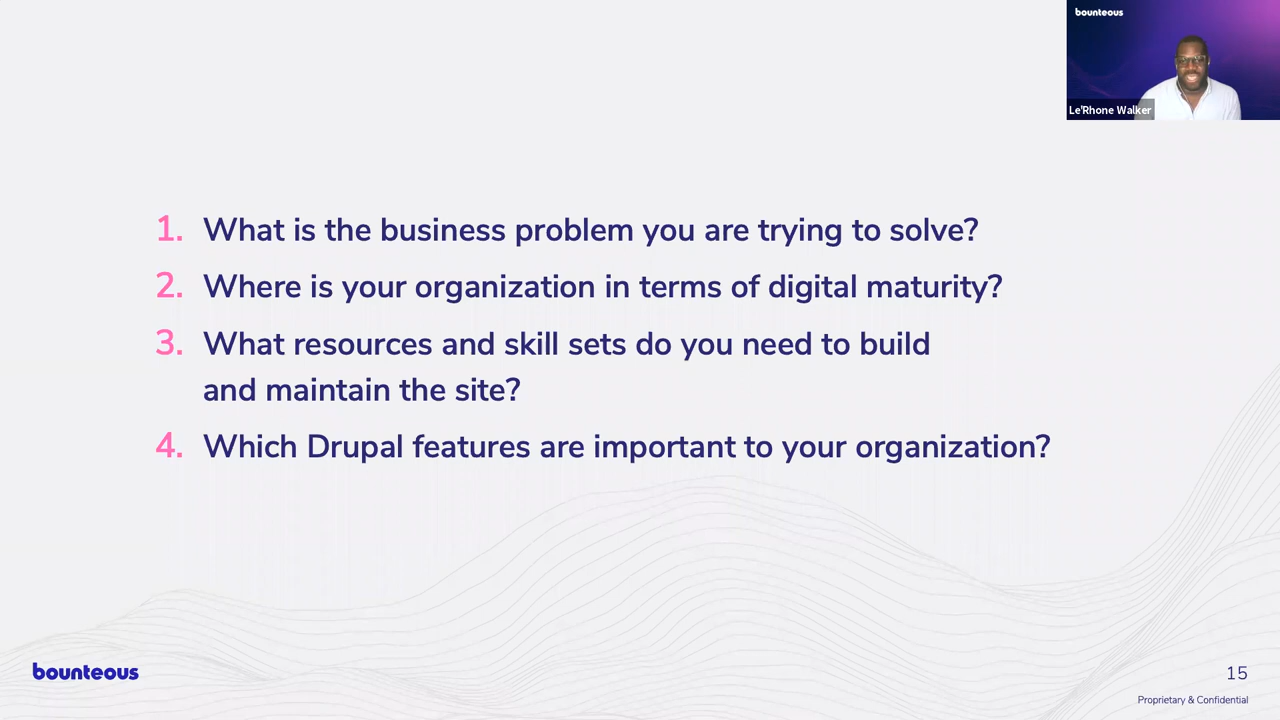 bounteous
Le'Rhone Walker
1. What is the business problem you are trying to solve?
2. Where is your organization in terms of digital maturity?
3. What resources and skill sets do you need to build
and maintain the site?
4. Which Drupal features are important to your organization?
bounteous
15
Proprietary & Confidential